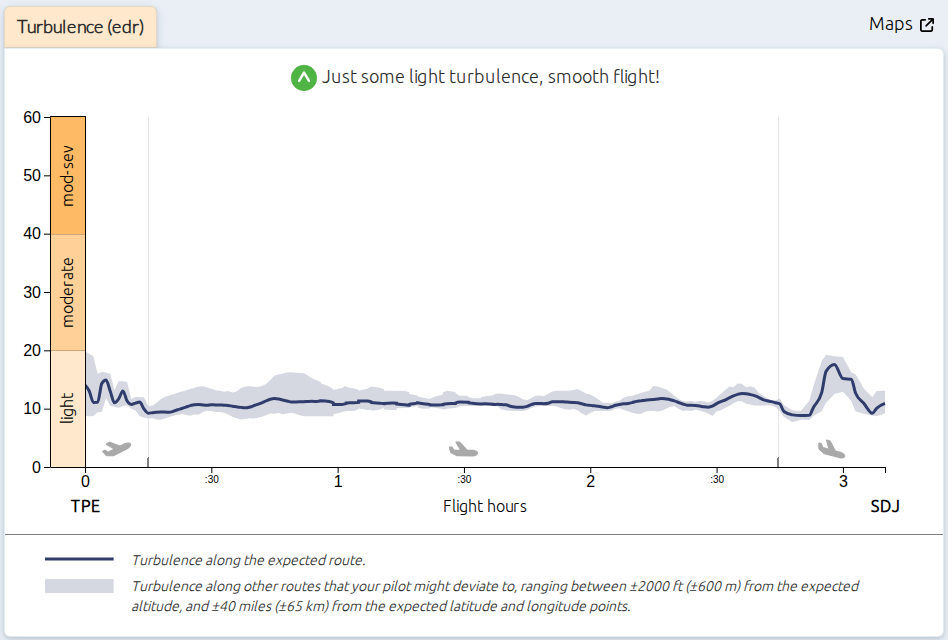 Turbulence (edr)
Maps
Just some light turbulence, smooth flight!
60
50
40
30
20
10
0
mod-sev
moderate
light
0
:30
1
:30
2
:30
3
TPE
Flight hours
SDJ
Turbulence along the expected route.
Turbulence along other routes that your pilot might deviate to, ranging between ±2000 ft (±600 m) from the expected
altitude, and ±40 miles (±65 km) from the expected latitude and longitude points.